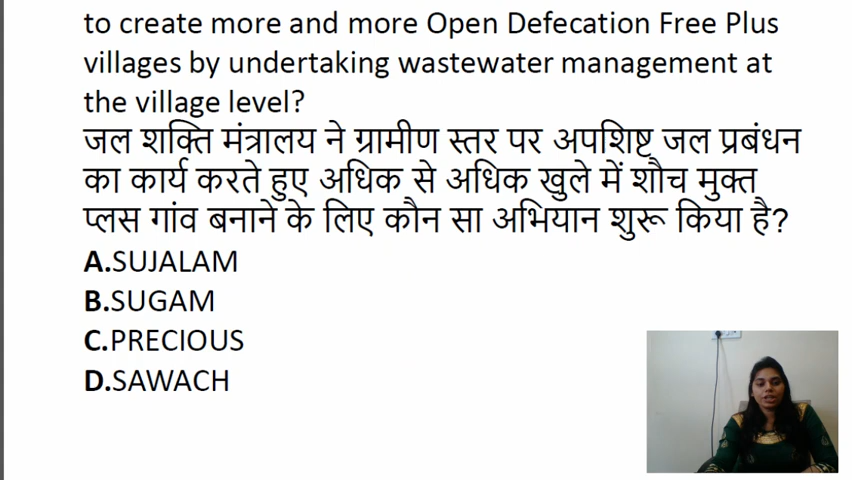 to create more and more Open Defecation Free Plus
villages by undertaking wastewater management at
the village level?
जल शक्ति मंत्रालय ने ग्रामीण स्तर पर अपशिष्ट जल प्रबंधन
का कार्य करते हुए अधिक से अधिक खुले में शौच मुक्त
प्लस गांव बनाने के लिए कौन सा अभियान शुरू किया है?
A.SUJALAM
B.SUGAM
C.PRECIOUS
D.SAWACH